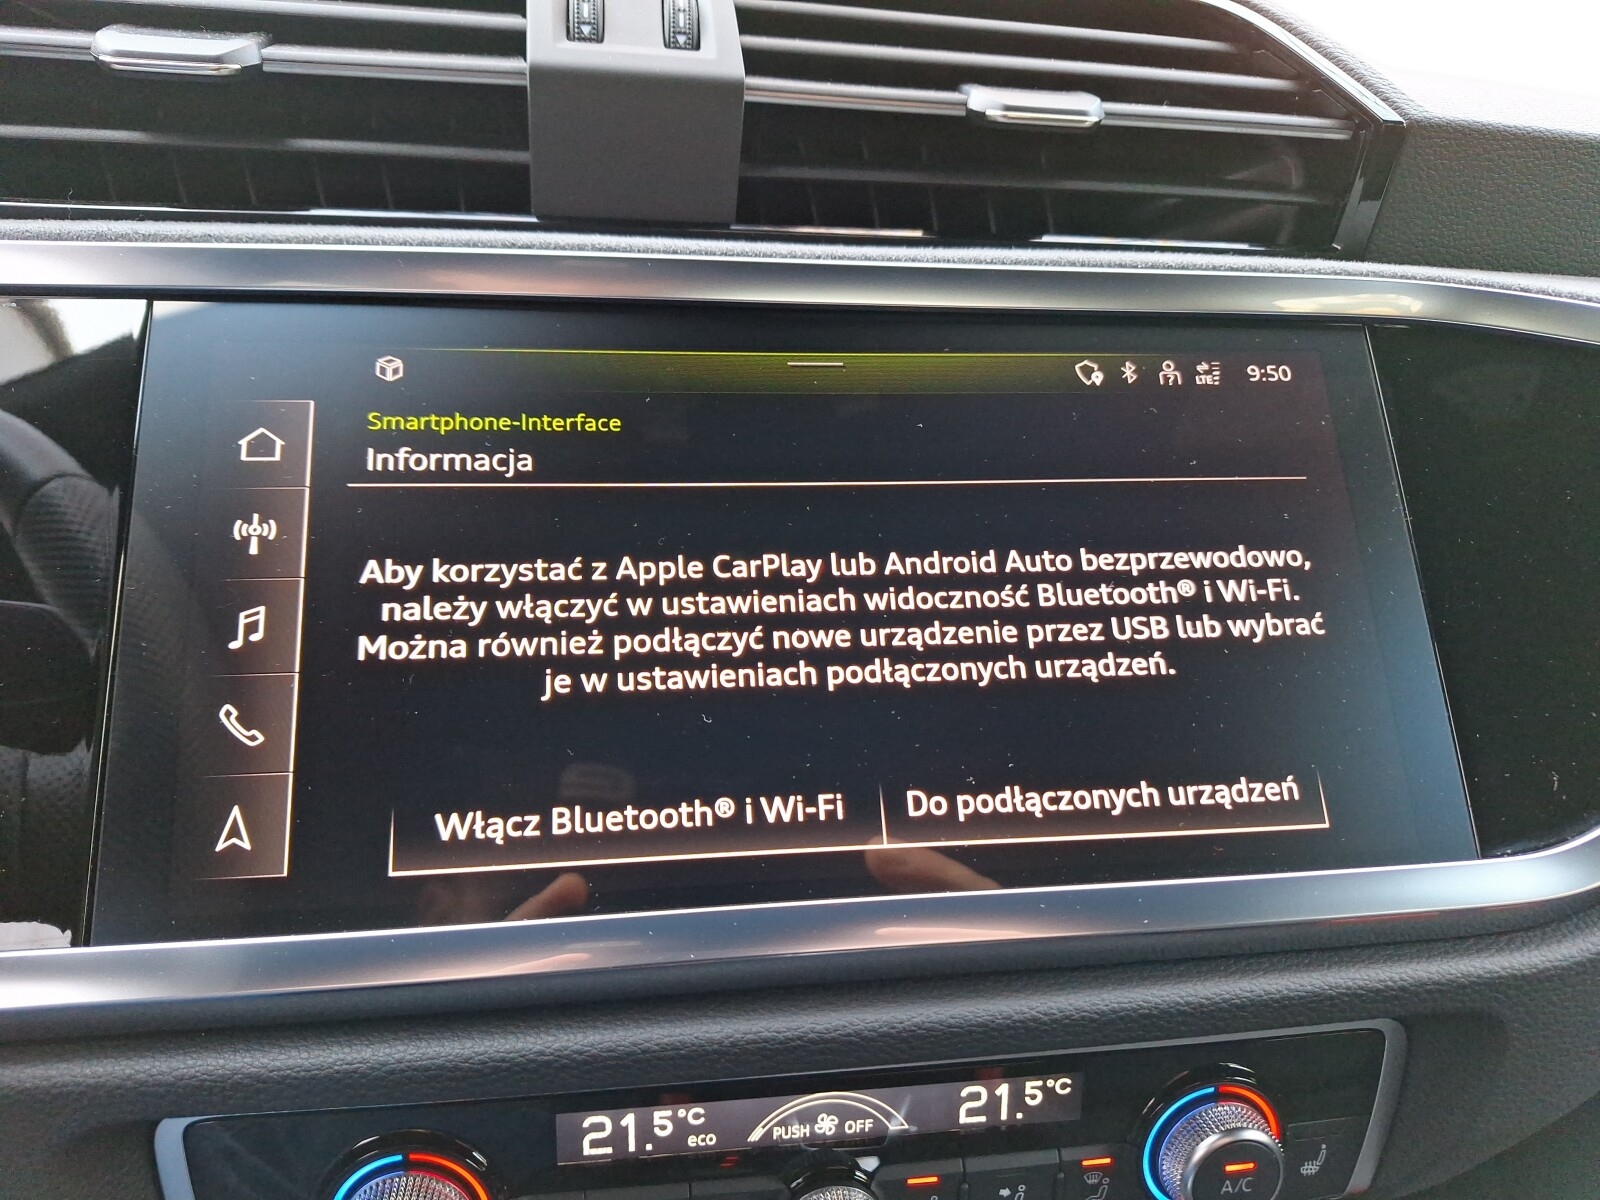 LTE
9:50
Smartphone-Interface
Informacja
Aby korzystać z Apple CarPlay lub Android Auto bezprzewodowo,
należy włączyć w ustawieniach widoczność Bluetooth® i Wi-Fi.
Można również podłączyć nowe urządzenie przez USB lub wybrać
je w ustawieniach podłączonych urządzeń.
Włącz Bluetooth® i Wi-Fi
Do podłączonych urządzeń
21.5°C
eco
PUSH OFF
21.5°C
A/C